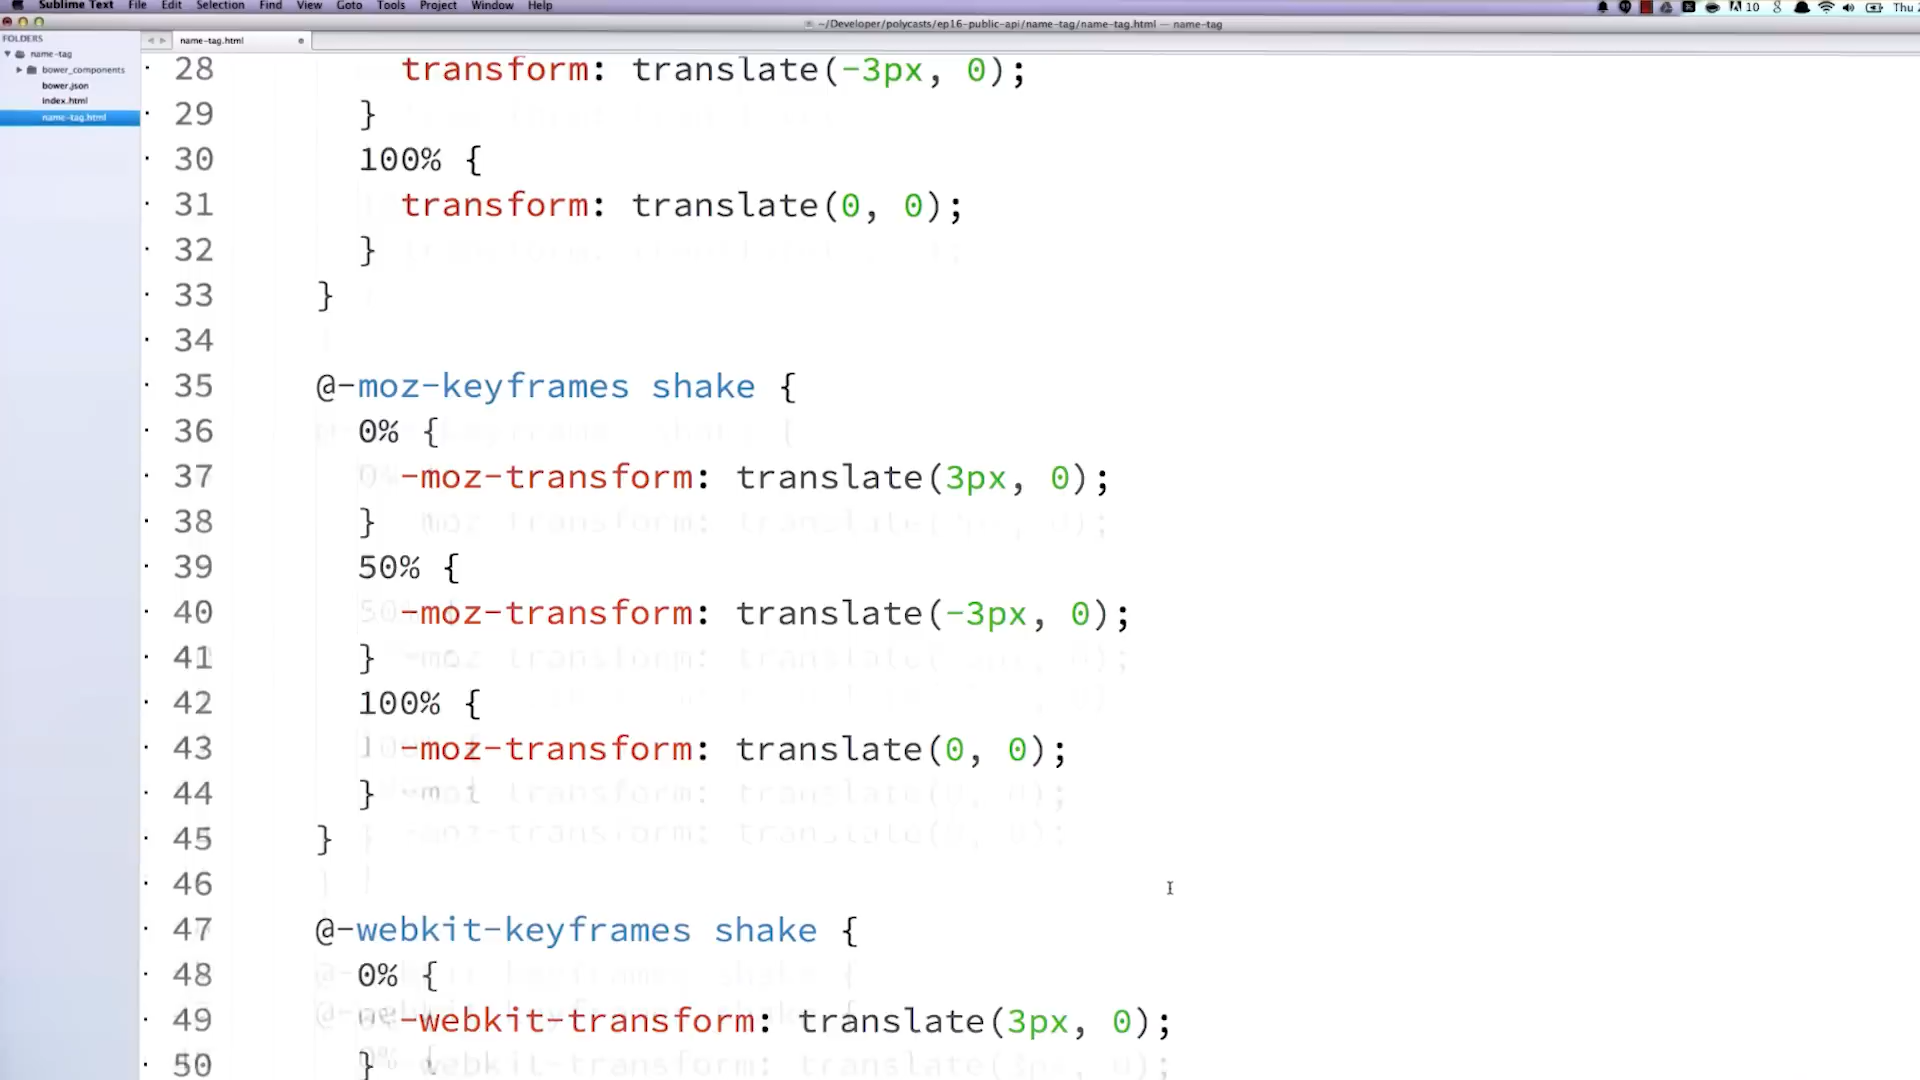 Sublime Text File Edit Selection Find View Goto Tools Project Window Help
10 Thu
~/Developer/polycasts/ep16-public-api/name-tag/name-tag.html — name-tag
FOLDERS
name-tag
bower_components
bower.json
index.html
name-tag.html
name-tag.html
28 transform: translate(-3px, 0);
29 }
30 100% {
31 transform: translate(0, 0);
32 }
33 }
34
35 @-moz-keyframes shake {
36 0% {
37 -moz-transform: translate(3px, 0);
38 }
39 50% {
40 -moz-transform: translate(-3px, 0);
41 }
42 100% {
43 -moz-transform: translate(0, 0);
44 }
45 }
46
47 @-webkit-keyframes shake {
48 0% {
49 -webkit-transform: translate(3px, 0);
50 }